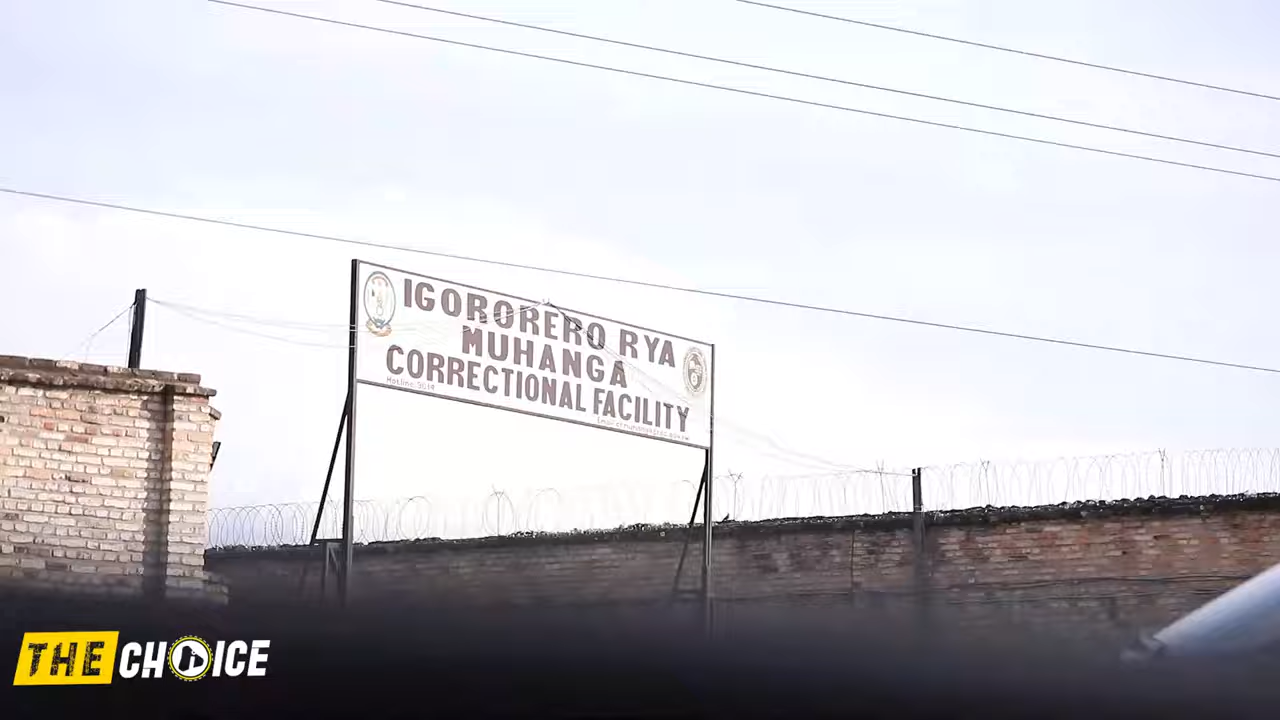 IGORORERO RYA
MUHANGA
CORRECTIONAL FACILITY
THE CHOICE